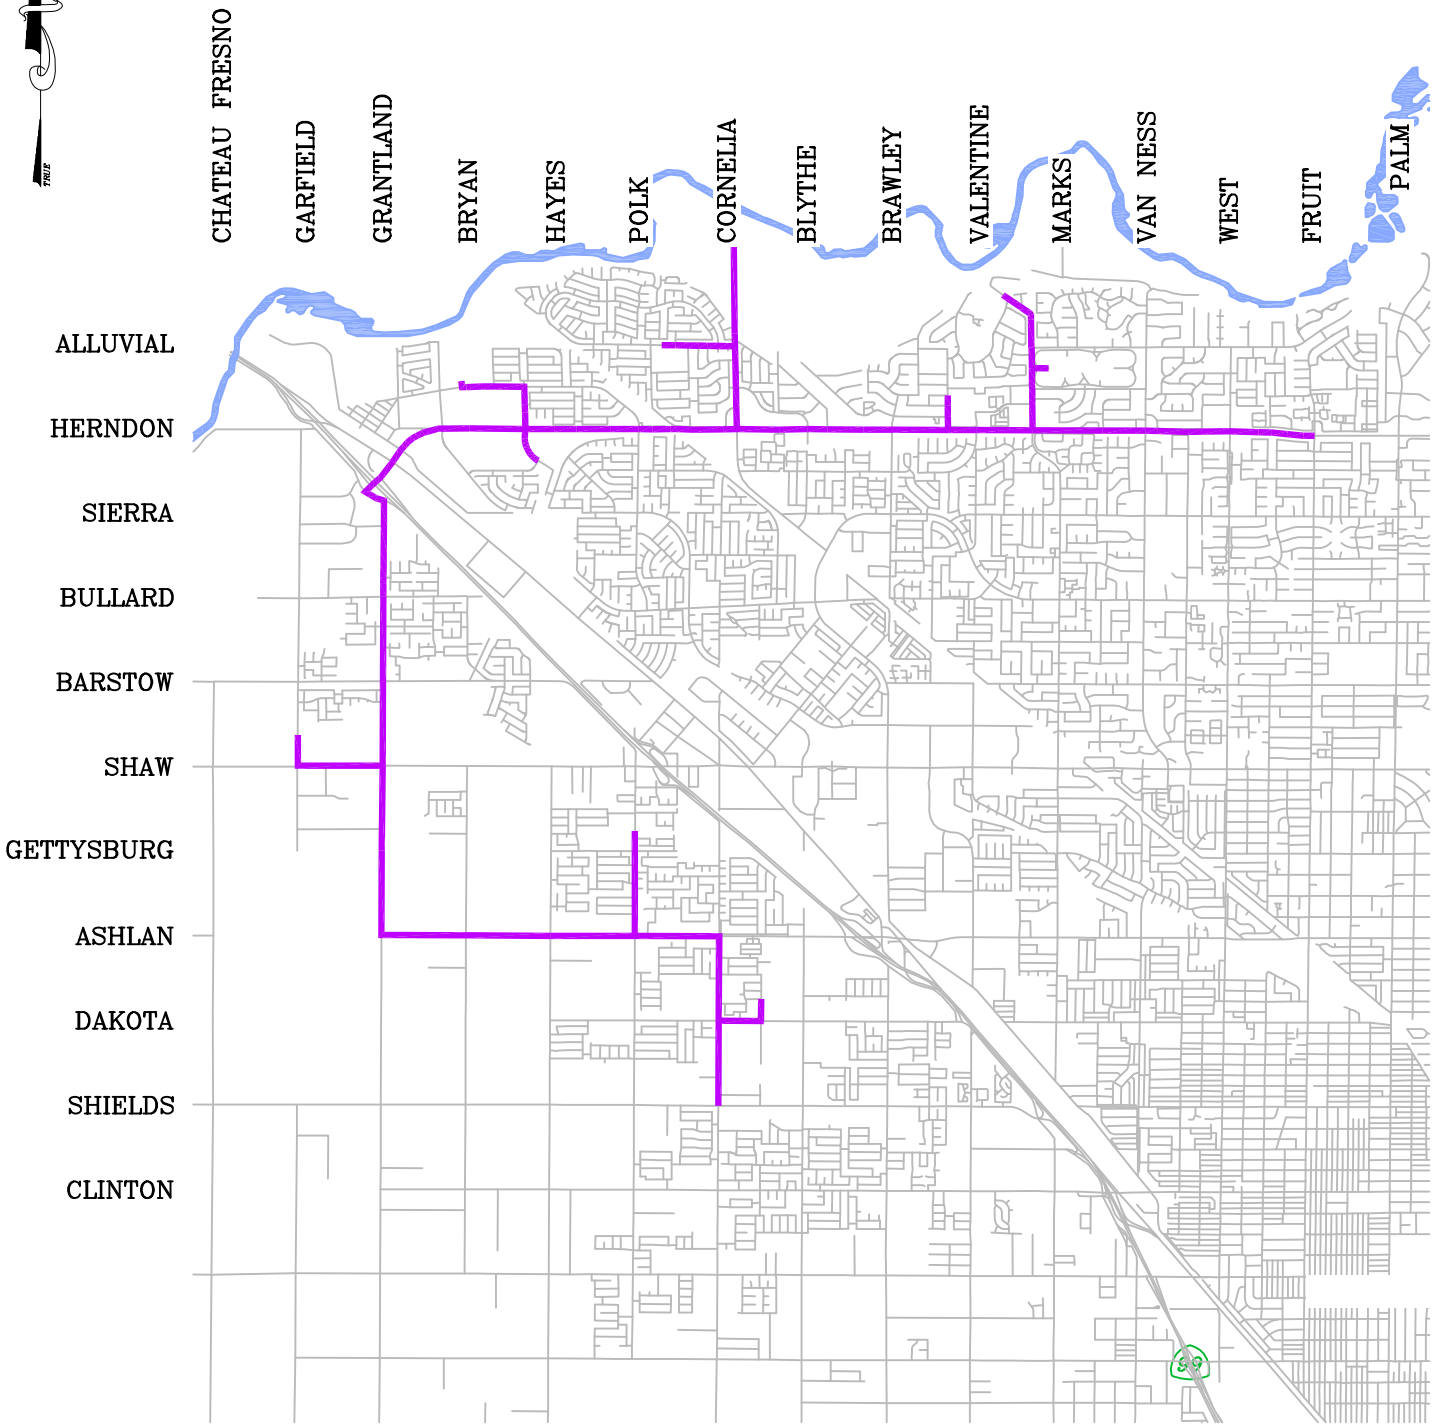 TRUE
CHATEAU FRESNO
GARFIELD
GRANTLAND
BRYAN
HAYES
POLK
CORNELIA
BLYTHE
BRAWLEY
VALENTINE
MARKS
VAN NESS
WEST
FRUIT
PALM
ALLUVIAL
HERNDON
SIERRA
BULLARD
BARSTOW
SHAW
GETTYSBURG
ASHLAN
DAKOTA
SHIELDS
CLINTON
99